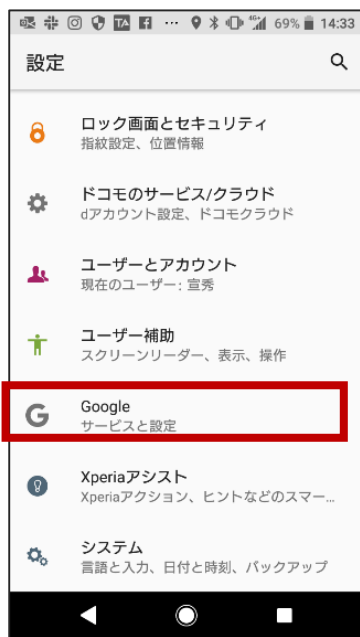 69% 14:33
設定
ロック画面とセキュリティ
指紋設定、位置情報
ドコモのサービス/クラウド
dアカウント設定、ドコモクラウド
ユーザーとアカウント
現在のユーザー: 宣秀
ユーザー補助
スクリーンリーダー、表示、操作
Google
サービスと設定
Xperiaアシスト
Xperiaアクション、ヒントなどのスマー...
システム
言語と入力、日付と時刻、バックアップ